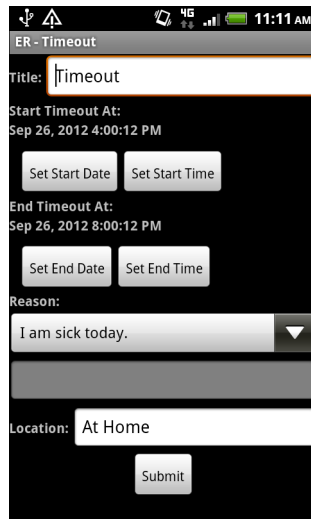 4G 11:11 AM
ER - Timeout
Title: Timeout
Start Timeout At:
Sep 26, 2012 4:00:12 PM
Set Start Date Set Start Time
End Timeout At:
Sep 26, 2012 8:00:12 PM
Set End Date Set End Time
Reason:
I am sick today.
Location: At Home
Submit